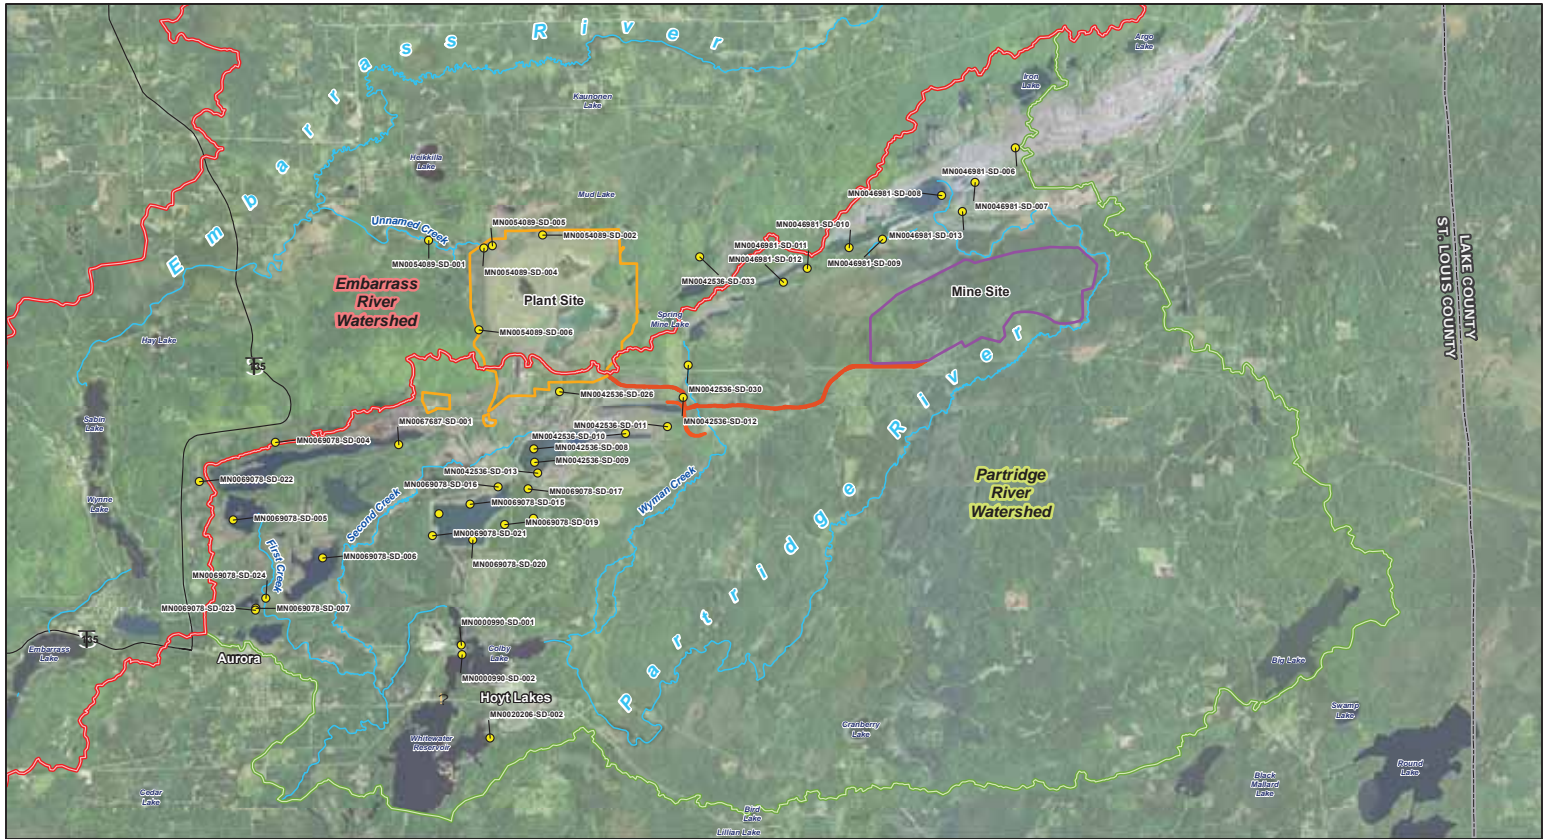 Embarrass River
Argo
Lake
Iron
Lake
Kaunonen
Lake
Heikkilla
Lake
Mud Lake
MN0046981-SD-006
MN0046981-SD-008
MN0046981-SD-007
MN0046981-SD-010
MN0046981-SD-013
MN0046981-SD-011
MN0046981-SD-012
MN0046981-SD-009
Unnamed Creek
MN0054089-SD-005
MN0054089-SD-002
MN0054089-SD-001
MN0054089-SD-004
MN0042536-SD-033
LAKE COUNTY
ST. LOUIS COUNTY
Embarrass
River
Watershed
Plant Site
Mine Site
Spring
Mine Lake
MN0054089-SD-006
Hay Lake
135
MN0042536-SD-030
MN0042536-SD-026
MN0042536-SD-012
MN0067687-SD-001
MN0042536-SD-011
MN0042536-SD-010
MN0069078-SD-004
MN0042536-SD-008
MN0042536-SD-009
MN0042536-SD-013
MN0069078-SD-022
MN0069078-SD-016
MN0069078-SD-017
MN0069078-SD-015
Sabin
Lake
Wynne
Lake
Second Creek
Wyman Creek
Partridge River
Partridge
River
Watershed
MN0069078-SD-005
MN0069078-SD-019
MN0069078-SD-021
MN0069078-SD-006
MN0069078-SD-020
First Creek
MN0069078-SD-024
MN0069078-SD-023
MN0069078-SD-007
MN0000990-SD-001
135
Embarrass
Lake
Aurora
Colby
Lake
MN0000990-SD-002
Hoyt Lakes
MN0020206-SD-002
Whitewater
Reservoir
Cranberry
Lake
Big Lake
Swamp
Lake
Round
Lake
Black
Mallard
Lake
Cedar
Lake
Bird
Lake
Lillian Lake